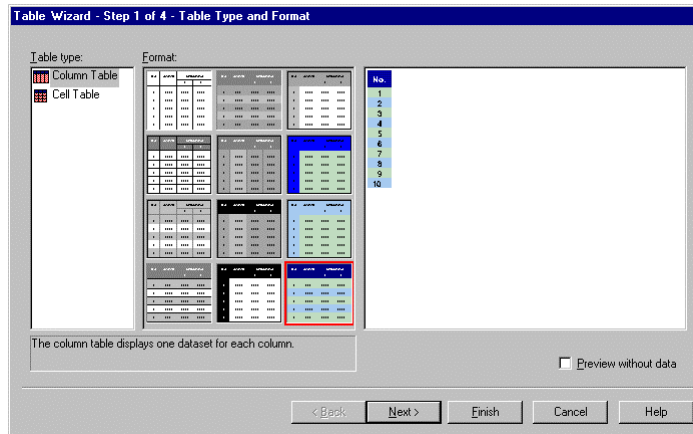 Table Wizard - Step 1 of 4 - Table Type and Format
Table type:
Format:
Column Table
Cell Table
No.
1
2
3
4
5
6
7
8
9
10
The column table displays one dataset for each column.
Preview without data
< Back
Next >
Finish
Cancel
Help